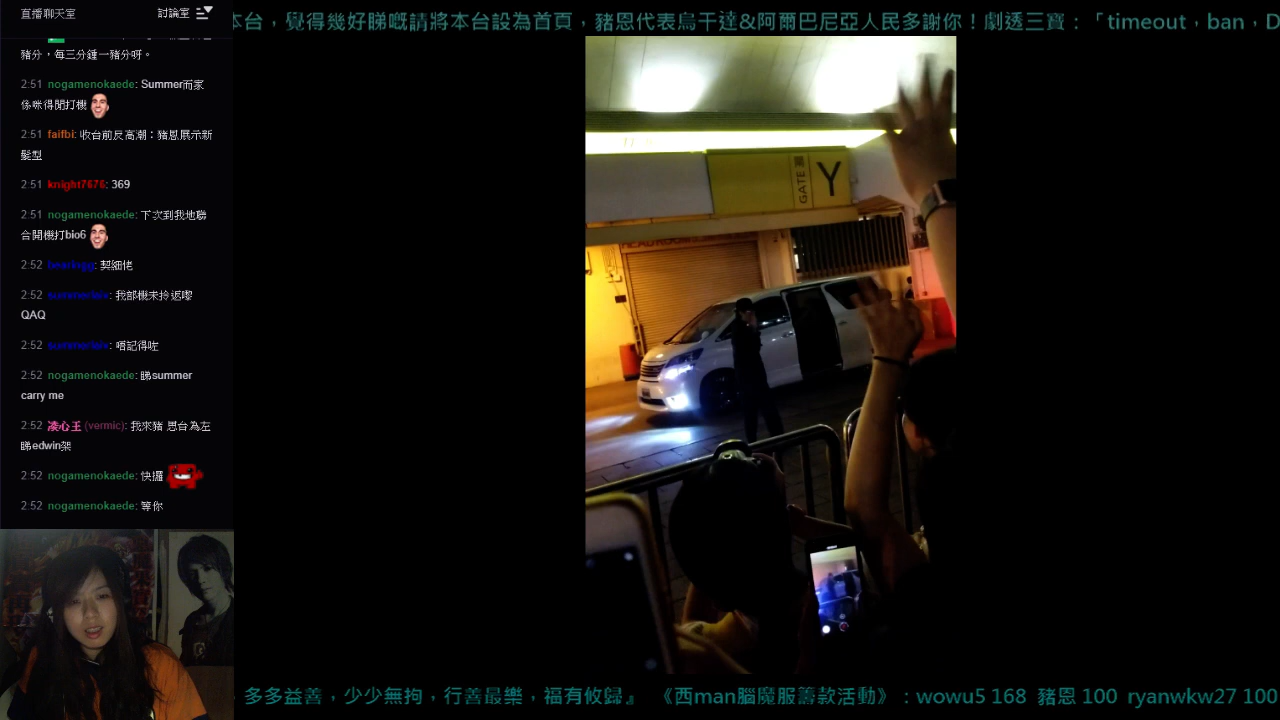 直播聊天室
討論室
本台，覺得幾好睇嘅請將本台設為首頁，豬恩代表烏干達&阿爾巴尼亞人民多謝你！劇透三寶：「timeout，ban，D
豬分，每三分鐘一豬分呀。
2:51 nogamenokaede: Summer而家
係咪得閒打機
2:51 faifbi: 收台前反高潮：豬恩展示新
髮型
2:51 knight7676: 369
2:51 nogamenokaede: 下次到我地聯
合開機打bio6
2:52 : 契細佬
2:52 : 我部機未拎返嚟
QAQ
2:52 : 唔記得咗
2:52 nogamenokaede: 睇summer
carry me
2:52 凑心王 (vermic): 我來豬 恩台為左
睇edwin架
2:52 nogamenokaede: 快攞
2:52 nogamenokaede: 等你
GATE 閘
Y
HEADROOM
多多益善，少少無拘，行善最樂，福有攸歸』 《西man腦魔服籌款活動》：wowu5 168 豬恩 100 ryanwkw27 100